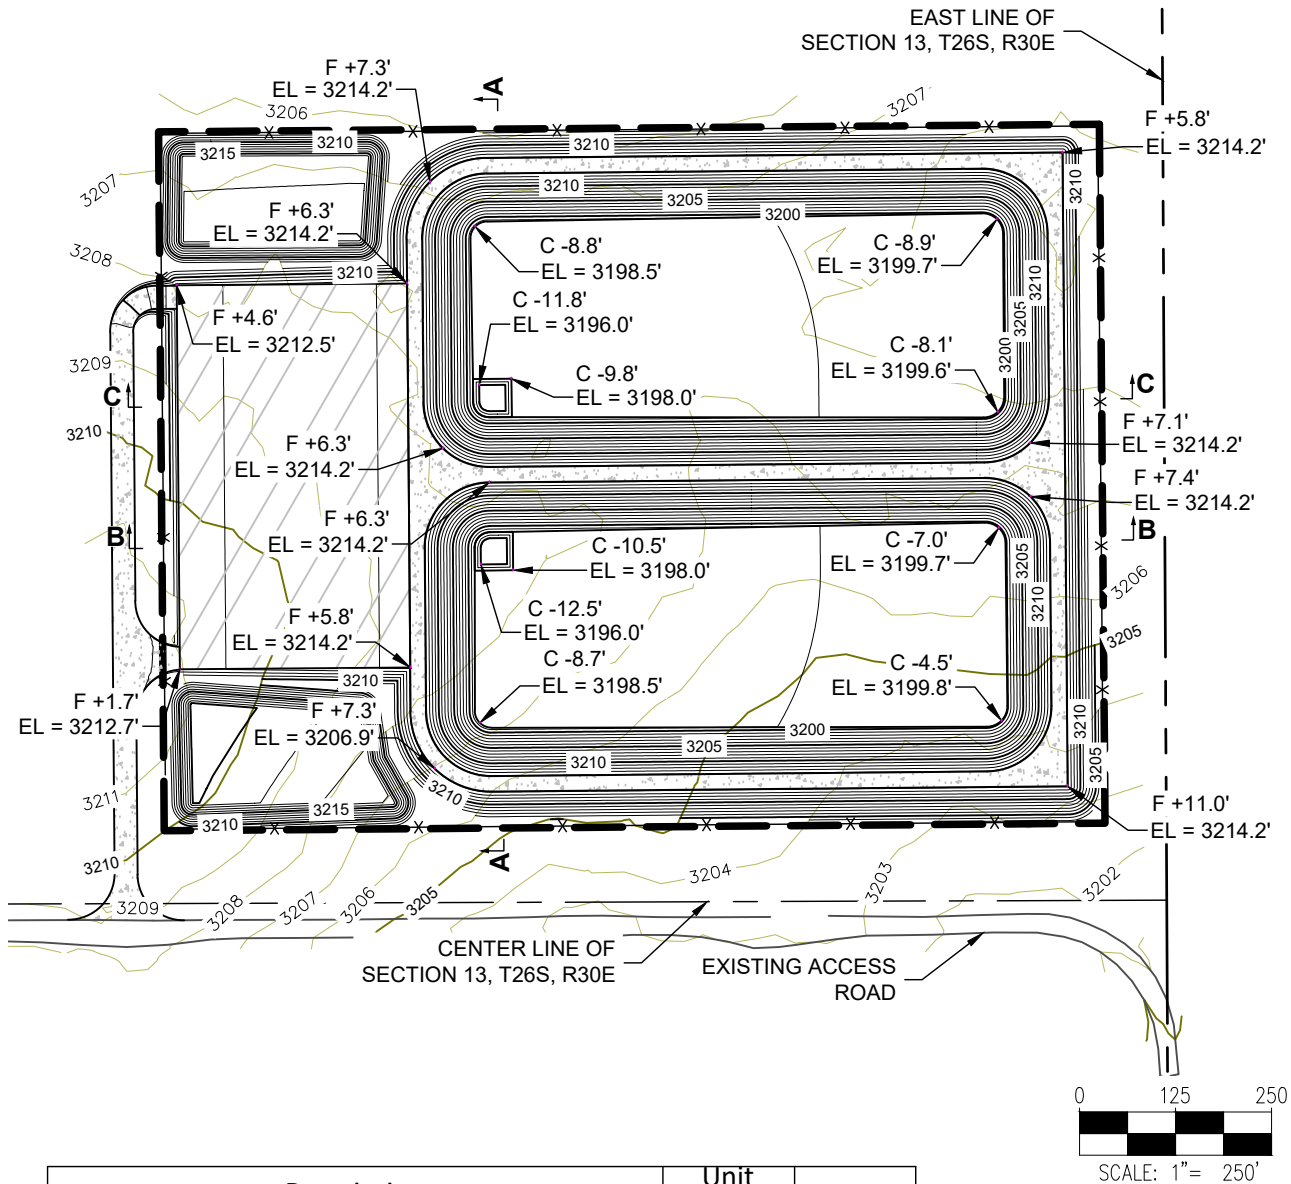 EAST LINE OF
SECTION 13, T26S, R30E
F +7.3'
EL = 3214.2'
A
3206
3207
F +5.8'
EL = 3214.2'
3215
3210
3210
3207
3210
3205
3200
3210
F +6.3'
EL = 3214.2'
C -8.8'
EL = 3198.5'
C -8.9'
EL = 3199.7'
3208
3210
3210
C -11.8'
EL = 3196.0'
F +4.6'
EL = 3212.5'
3205
3200
C -8.1'
EL = 3199.6'
3209
C -9.8'
EL = 3198.0'
C
C
3210
F +6.3'
EL = 3214.2'
F +7.1'
EL = 3214.2'
F +7.4'
EL = 3214.2'
F +6.3'
EL = 3214.2'
B
B
C -10.5'
EL = 3198.0'
C -7.0'
EL = 3199.7'
3205
3210
3206
C -12.5'
EL = 3196.0'
F +5.8'
EL = 3214.2'
3205
C -8.7'
EL = 3198.5'
C -4.5'
EL = 3199.8'
3210
F +1.7'
EL = 3212.7'
F +7.3'
EL = 3206.9'
3200
3205
3210
3210
3205
3210
3211
3215
3210
F +11.0'
EL = 3214.2'
A
3210
3209
3208
3207
3206
3205
3204
3203
3202
CENTER LINE OF
SECTION 13, T26S, R30E
EXISTING ACCESS
ROAD
0 125 250
SCALE: 1"= 250'
Unit